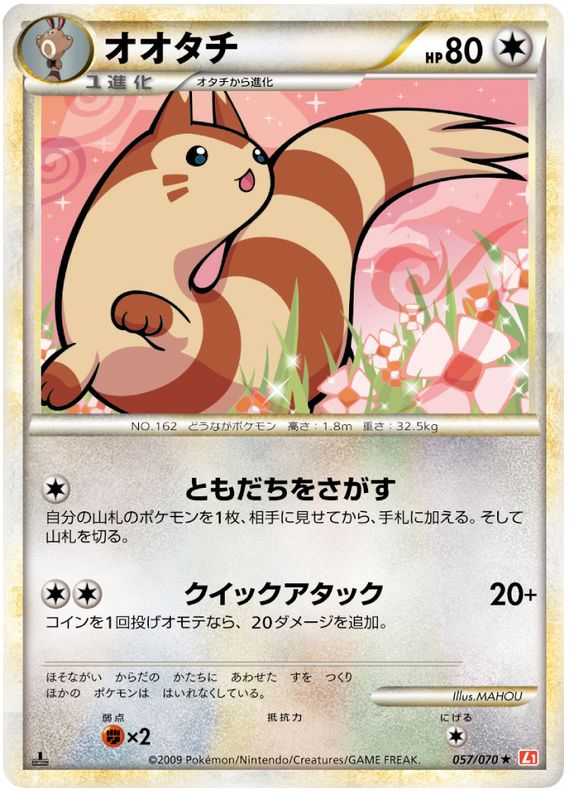 オオタチ
HP80
1進化
オタチから進化
NO.162 どうながポケモン 高さ：1.8m 重さ：32.5kg
ともだちをさがす
自分の山札のポケモンを1枚、相手に見せてから、手札に加える。そして
山札を切る。
クイックアタック 20+
コインを1回投げオモテなら、20ダメージを追加。
ほそながい からだの かたちに あわせた すを つくり
ほかの ポケモンは はいれなくしている。
Illus.MAHOU
弱点 抵抗力 にげる
×2
1 EDITION
©2009 Pokémon/Nintendo/Creatures/GAME FREAK.
057/070 ★ L1